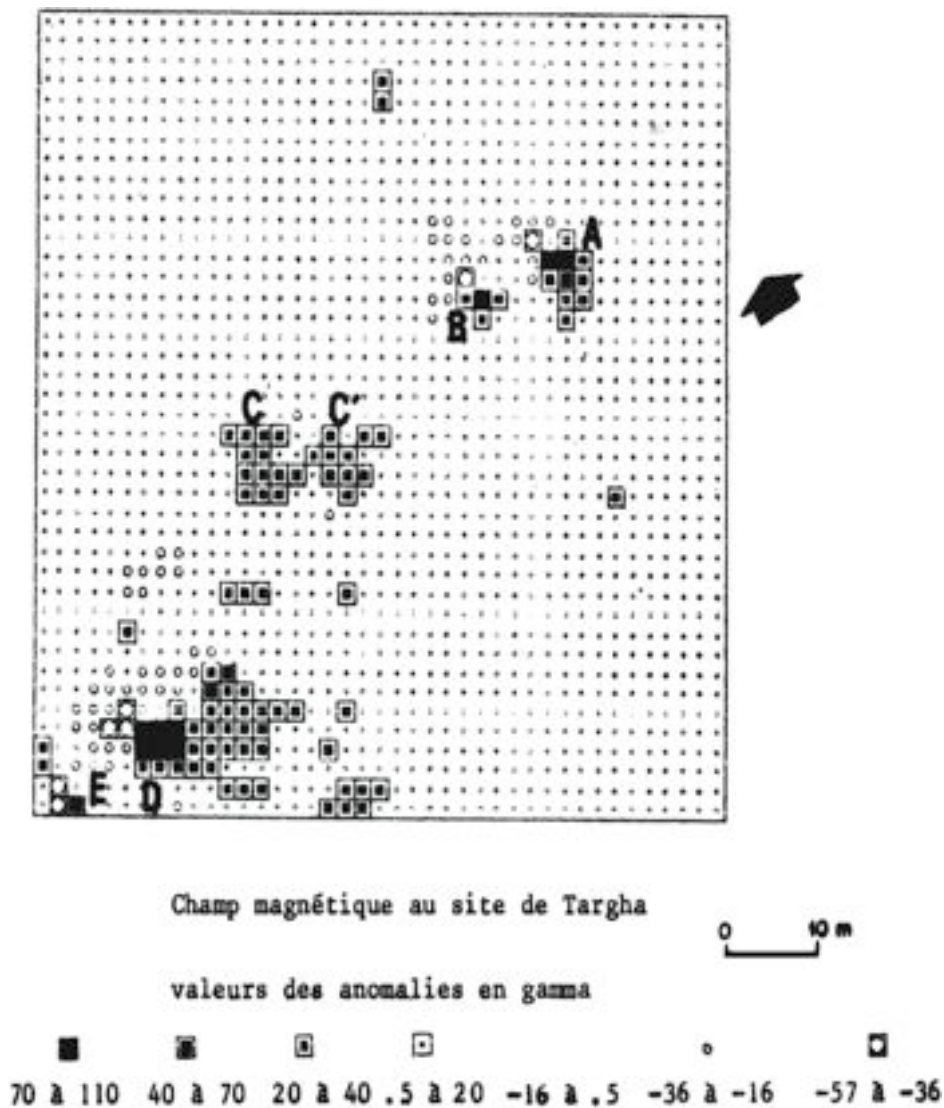 A
B
C C'
E D
Champ magnétique au site de Targha
0 10 m
valeurs des anomalies en gamma
70 à 110 40 à 70 20 à 40 .5 à 20 -16 à .5 -36 à -16 -57 à -36